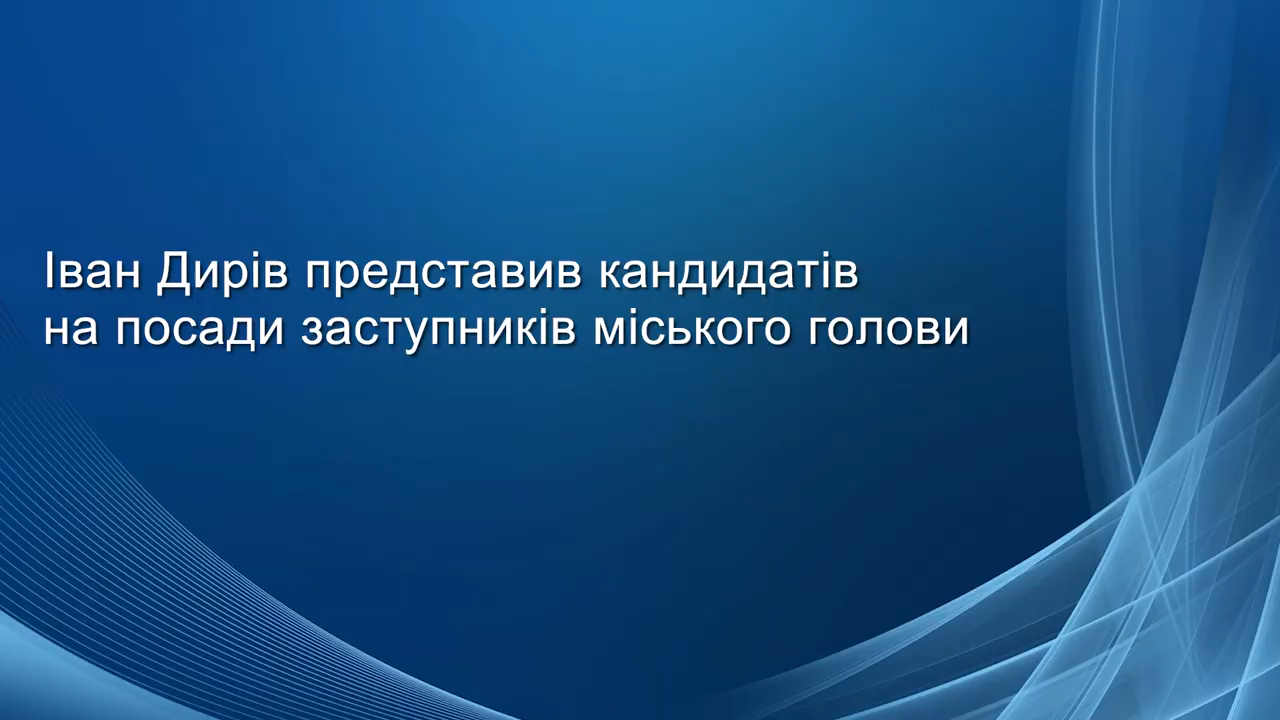 Іван Дирів представив кандидатів
на посади заступників міського голови